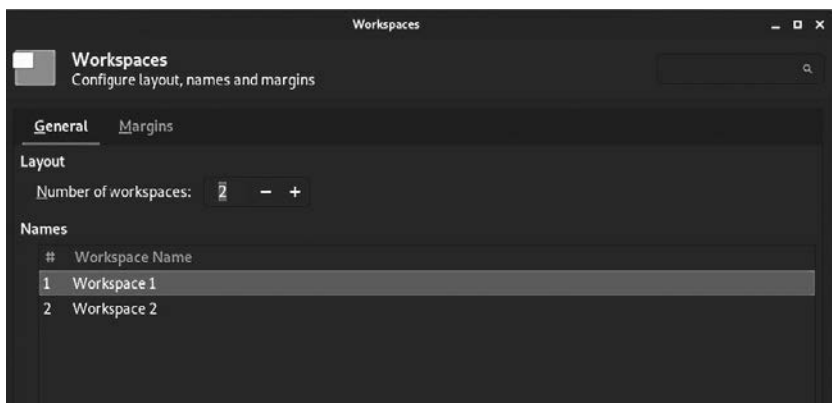 Workspaces
Workspaces
Configure layout, names and margins
General Margins
Layout
Number of workspaces: 2 − +
Names
# Workspace Name
1 Workspace 1
2 Workspace 2